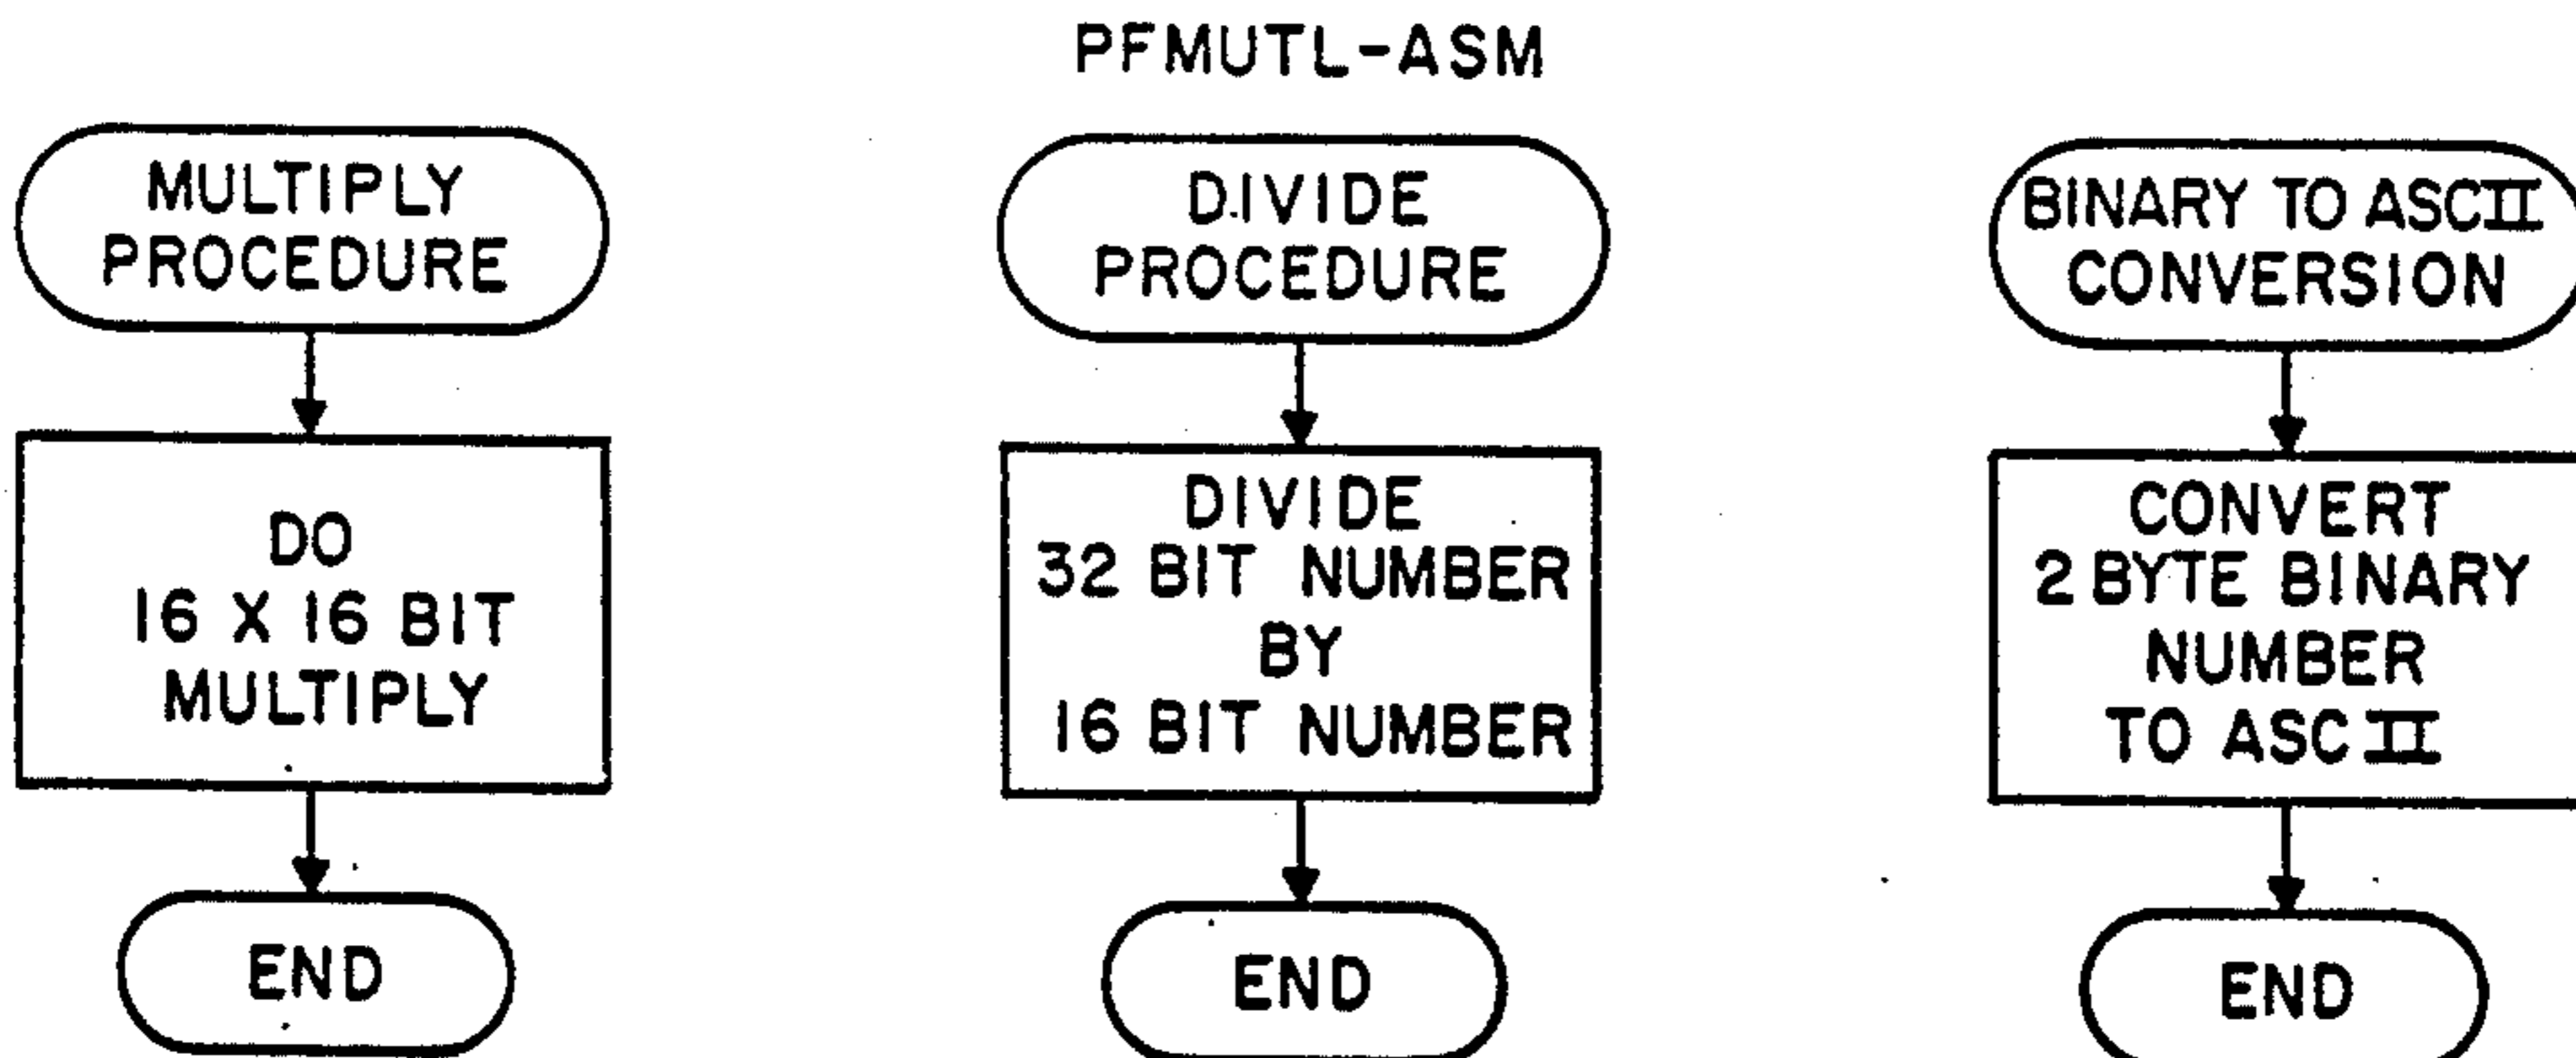 PFMUTL-ASM
MULTIPLY
PROCEDURE
DO
16 X 16 BIT
MULTIPLY
END
DIVIDE
PROCEDURE
DIVIDE
32 BIT NUMBER
BY
16 BIT NUMBER
END
BINARY TO ASCII
CONVERSION
CONVERT
2 BYTE BINARY
NUMBER
TO ASCII
END